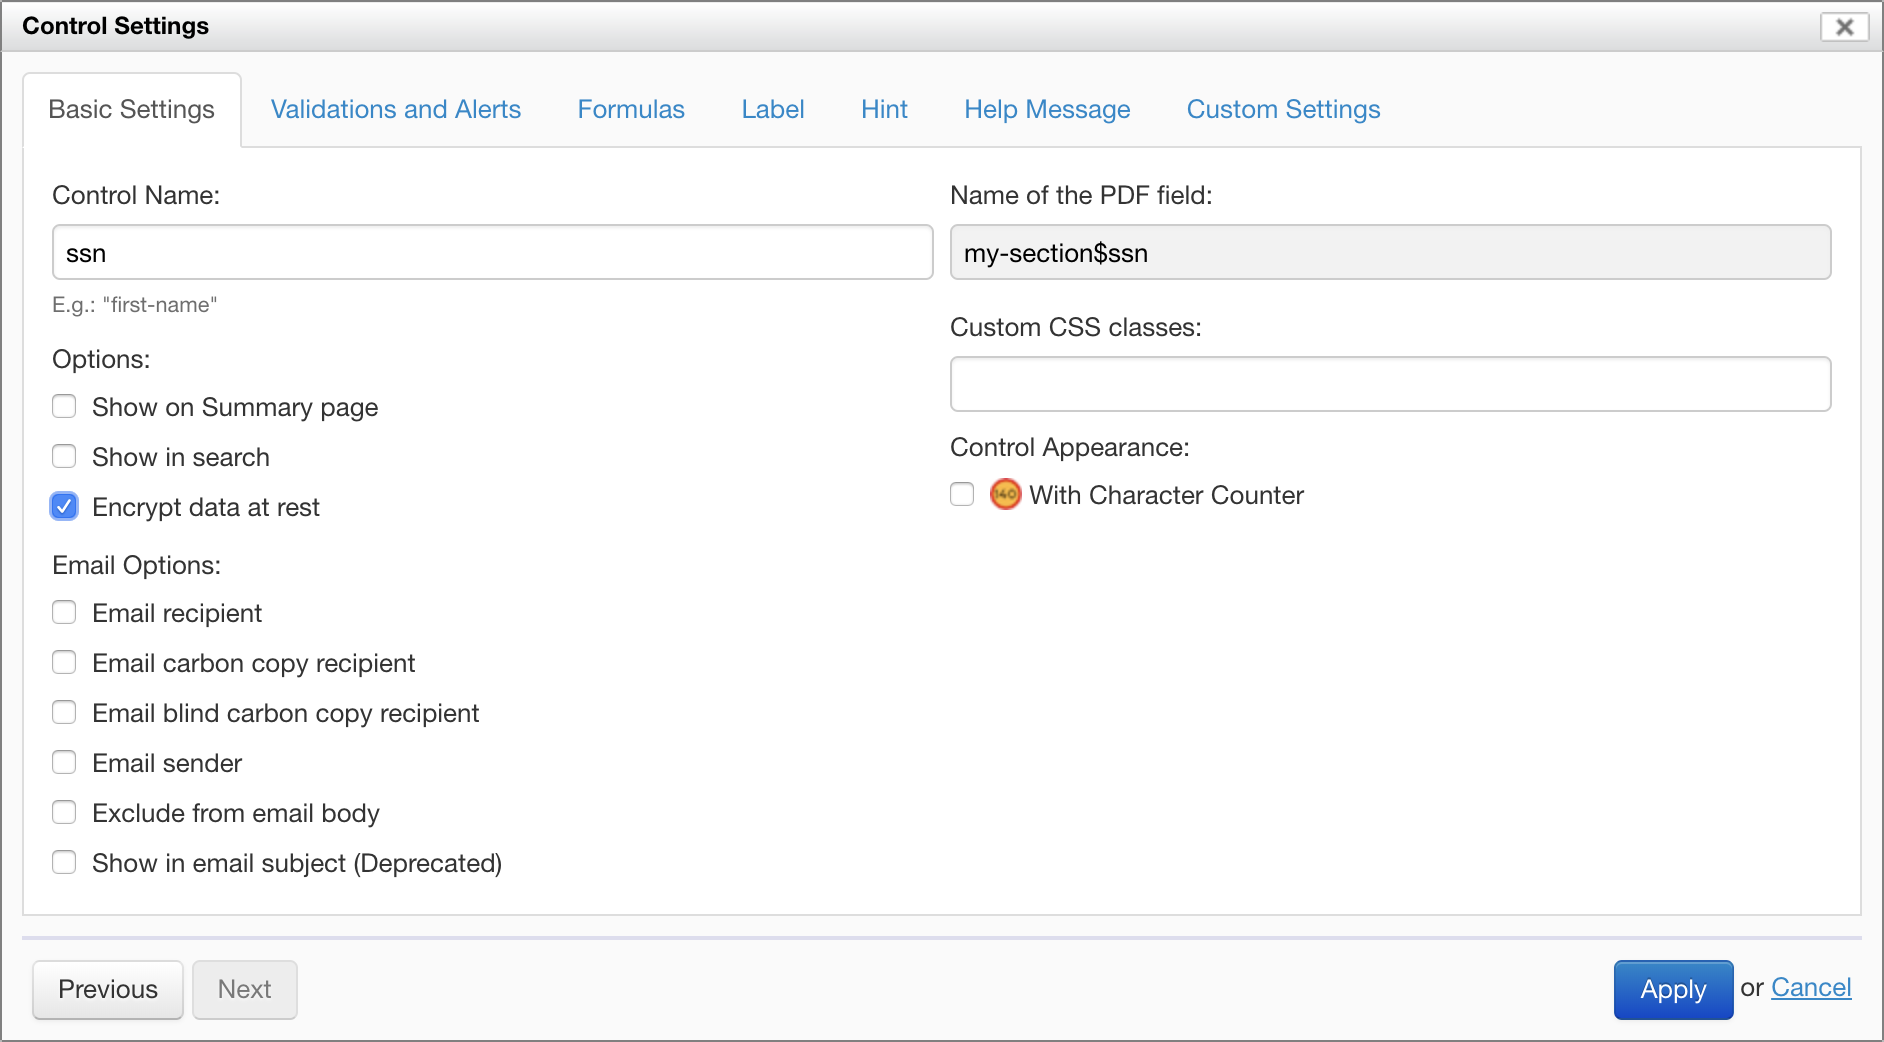 Control Settings
Basic Settings
Validations and Alerts
Formulas
Label
Hint
Help Message
Custom Settings
Control Name:
ssn
E.g.: "first-name"
Options:
Show on Summary page
Show in search
Encrypt data at rest
Email Options:
Email recipient
Email carbon copy recipient
Email blind carbon copy recipient
Email sender
Exclude from email body
Show in email subject (Deprecated)
Name of the PDF field:
my-section$ssn
Custom CSS classes:
Control Appearance:
140 With Character Counter
Previous
Next
Apply or Cancel